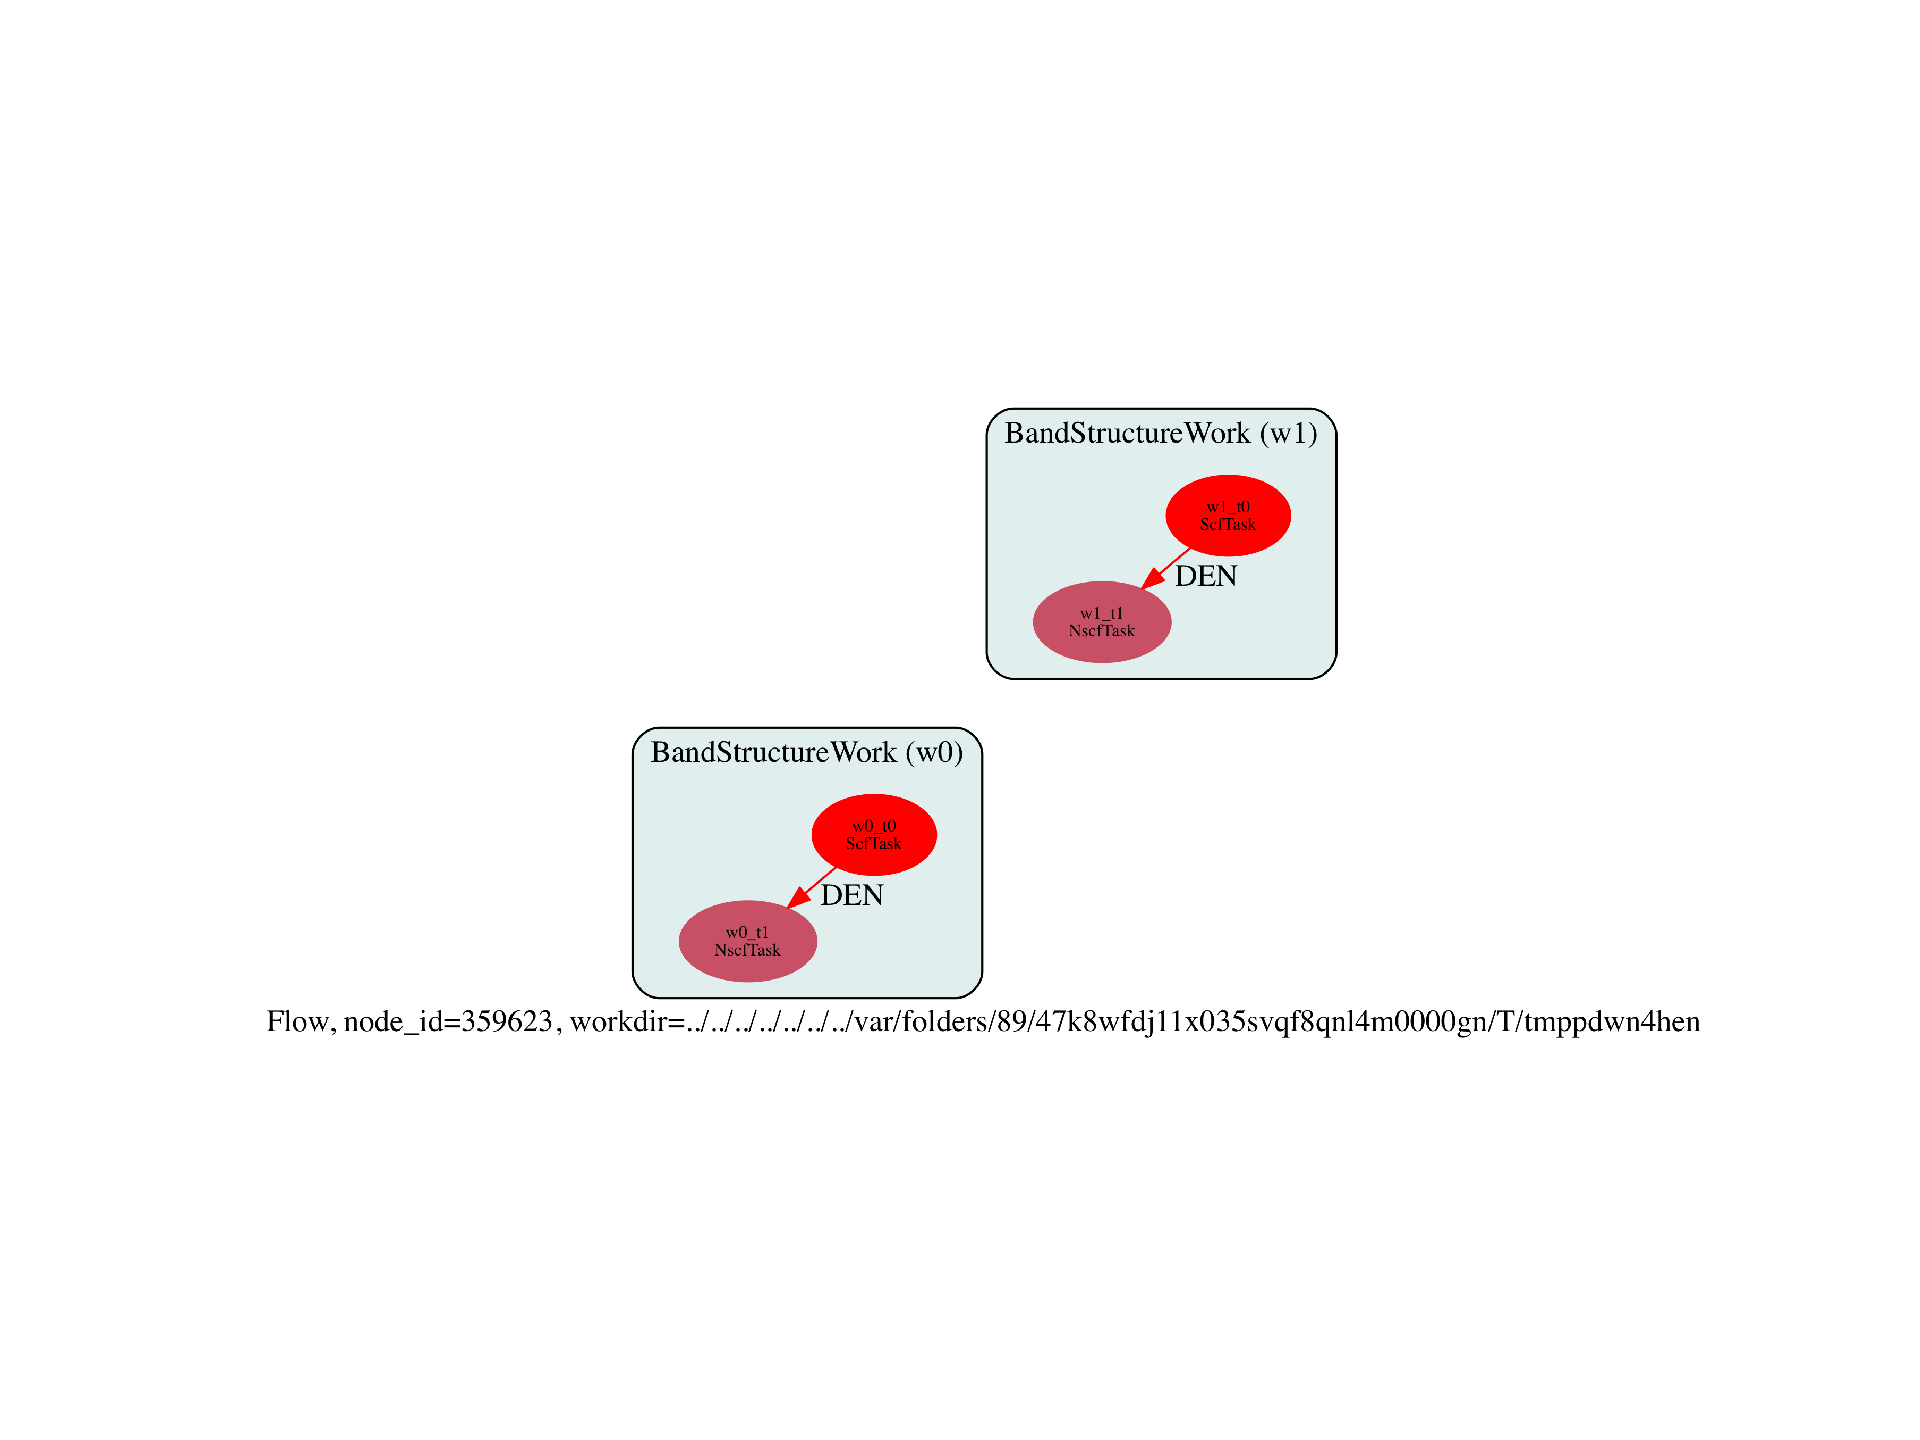 BandStructureWork (w1)
w1_t0
ScfTask
DEN
w1_t1
NscfTask
BandStructureWork (w0)
w0_t0
ScfTask
DEN
w0_t1
NscfTask
Flow, node_id=359623, workdir=../../../../../../../var/folders/89/47k8wfdj11x035svqf8qnl4m0000gn/T/tmppdwn4hen